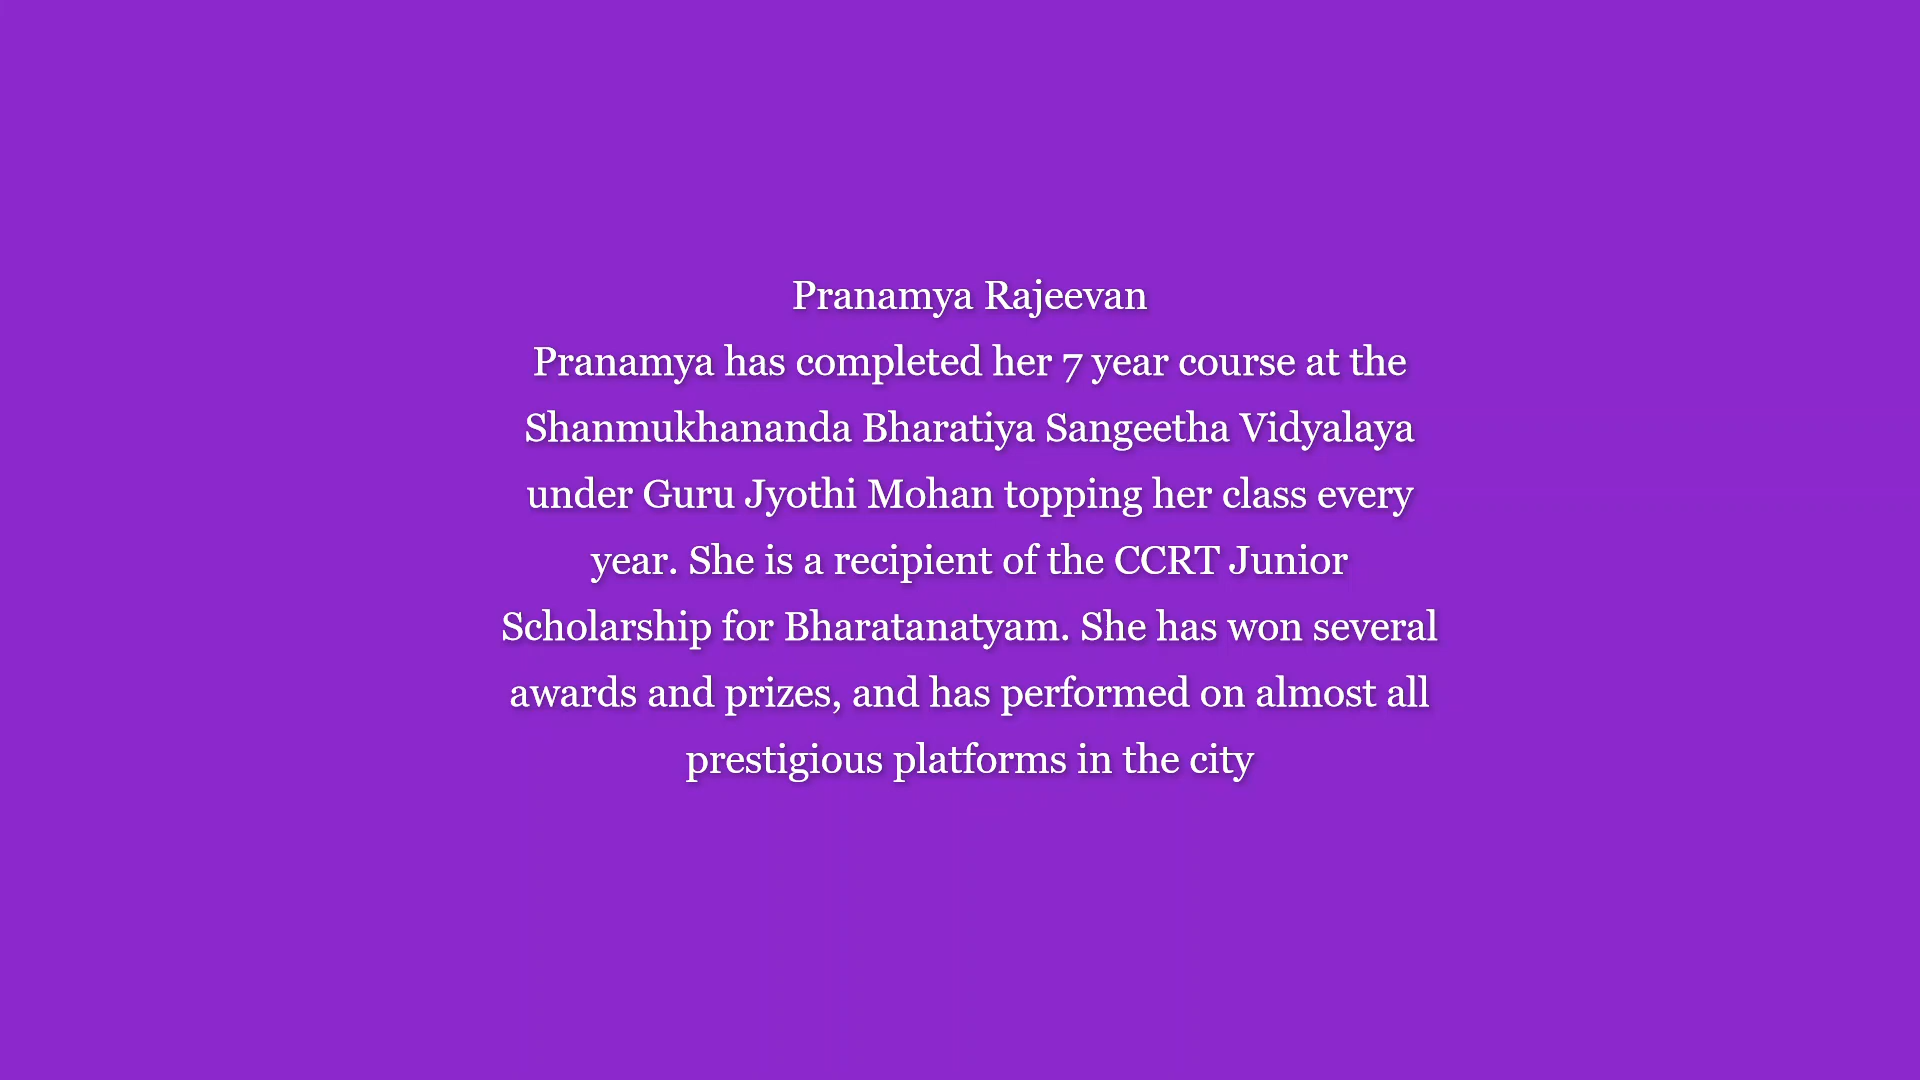 Pranamya Rajeevan
Pranamya has completed her 7 year course at the
Shanmukhananda Bharatiya Sangeetha Vidyalaya
under Guru Jyothi Mohan topping her class every
year. She is a recipient of the CCRT Junior
Scholarship for Bharatanatyam. She has won several
awards and prizes, and has performed on almost all
prestigious platforms in the city